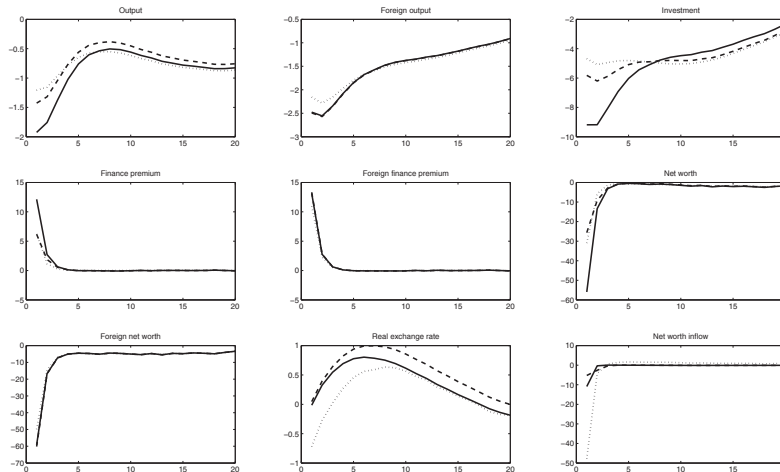 Output
0
−0.5
−1
−1.5
−2
0 5 10 15 20
Foreign output
−0.5
−1
−1.5
−2
−2.5
−3
0 5 10 15 20
Investment
−2
−4
−6
−8
−10
0 5 10 15
Finance premium
15
10
5
0
−5
0 5 10 15 20
Foreign finance premium
15
10
5
0
−5
0 5 10 15 20
Net worth
0
−10
−20
−30
−40
−50
−60
0 5 10 15
Foreign net worth
0
−10
−20
−30
−40
−50
−60
−70
0 5 10 15 20
Real exchange rate
1
0.5
0
−0.5
−1
0 5 10 15 20
Net worth inflow
10
0
−10
−20
−30
−40
−50
0 5 10 15